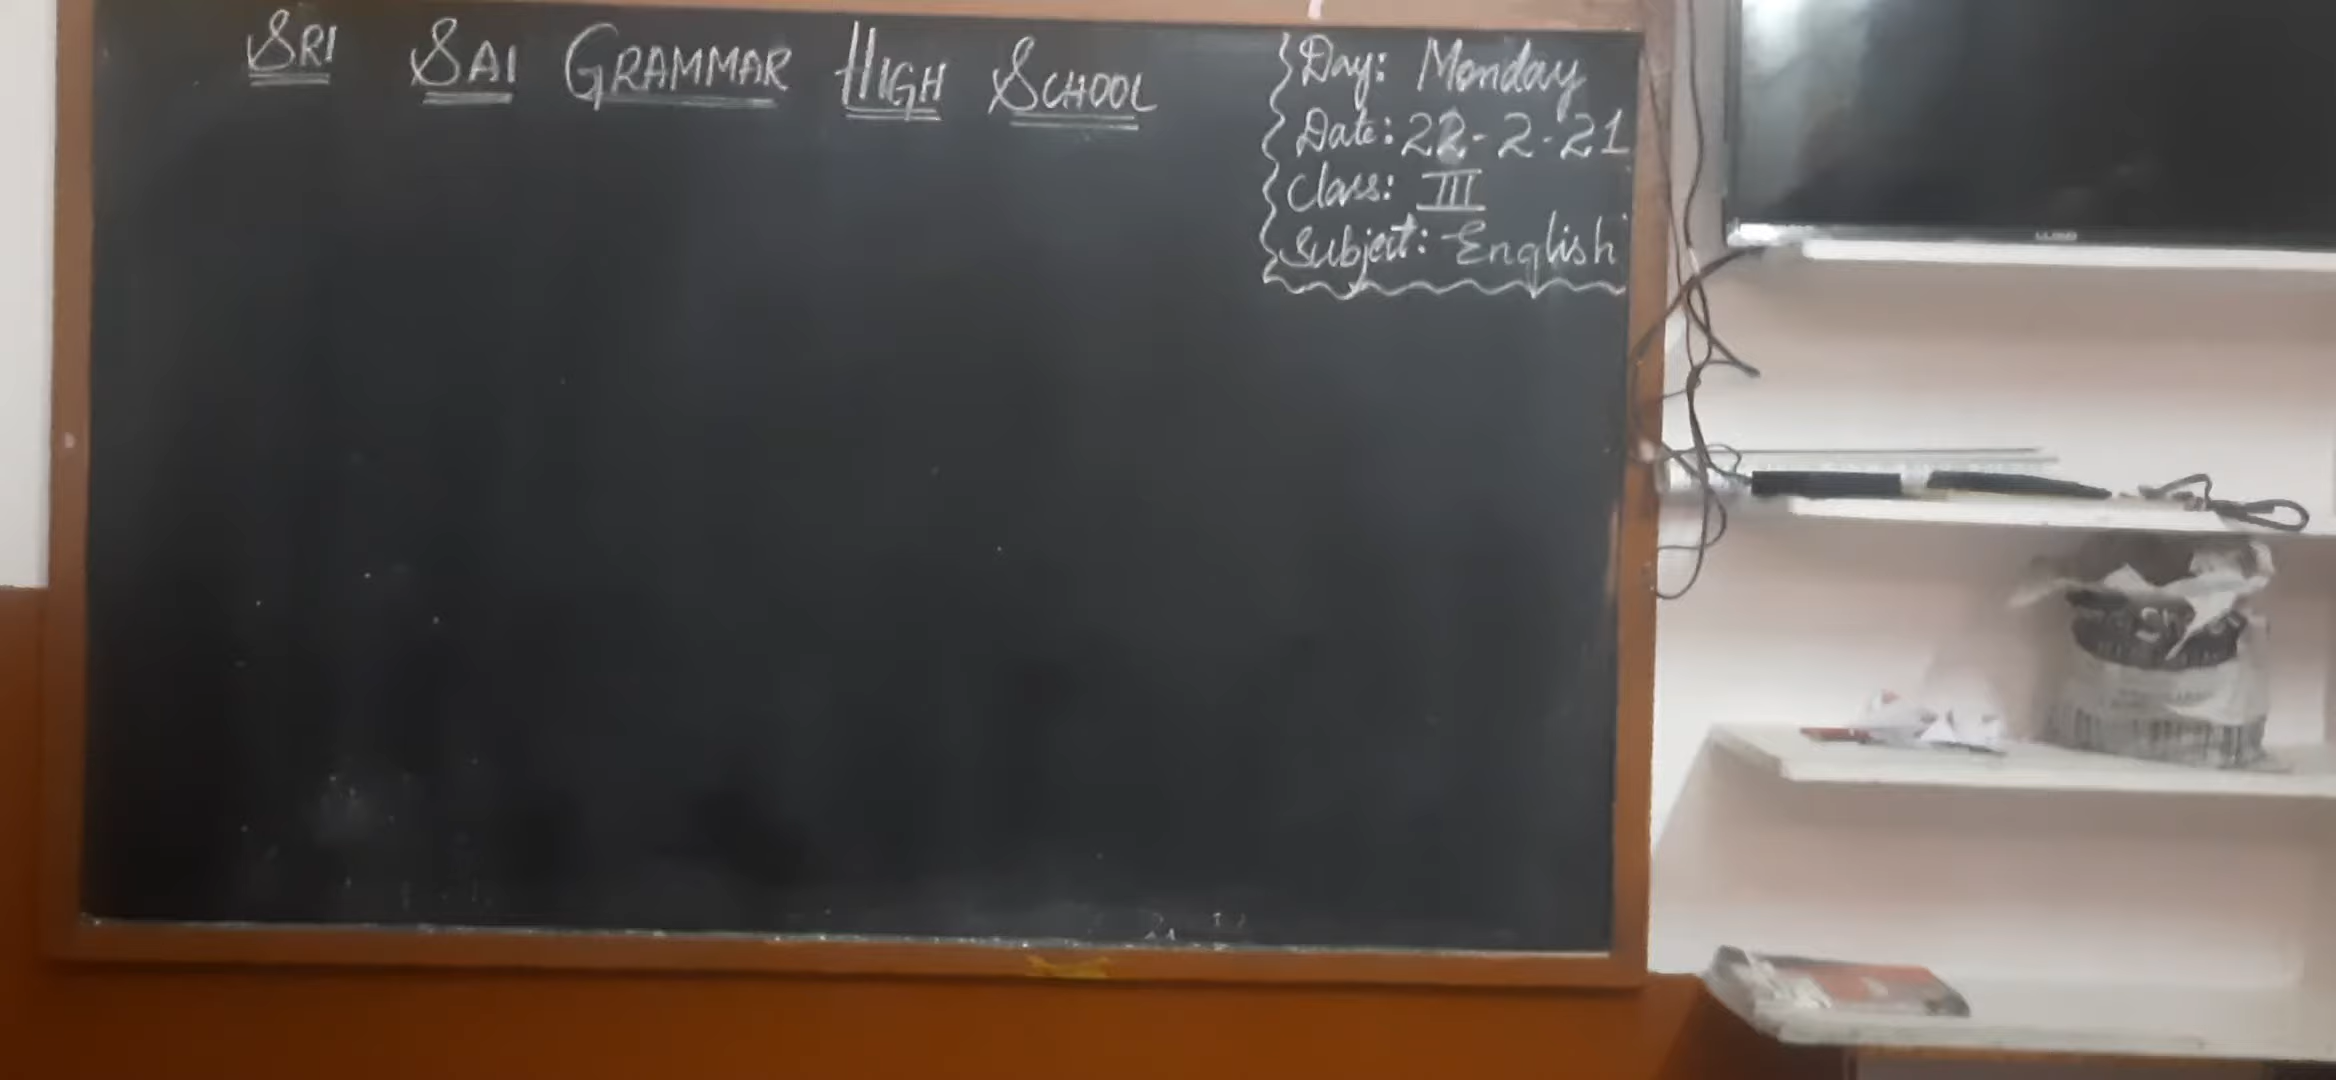 SRI SAI GRAMMAR HIGH SCHOOL
Day: Monday
Date: 22-2-21
Class: III
Subject: English